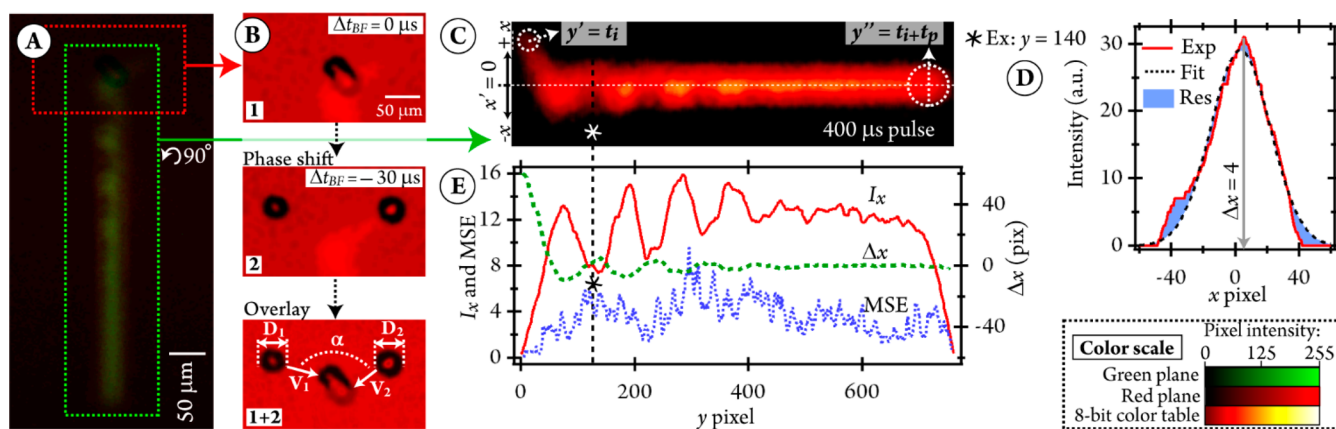 A
50 µm
↶90°
B
Δt_BF = 0 µs
50 µm
1
Phase shift
Δt_BF = – 30 µs
2
Overlay
D₁
D₂
α
V₁
V₂
1+2
C
+x
x' = 0
-x
y' = t_i
y'' = t_i+t_p
400 µs pulse
* Ex: y = 140
E
I_x and MSE
16
12
8
4
0
I_x
Δx
MSE
40
0
-40
Δx (pix)
0
200
400
600
y pixel
D
Intensity (a.u.)
30
20
10
0
Exp
Fit
Res
Δx = 4
-60
-40
0
40
x pixel
Color scale
Pixel intensity:
0 125 255
Green plane
Red plane
8-bit color table